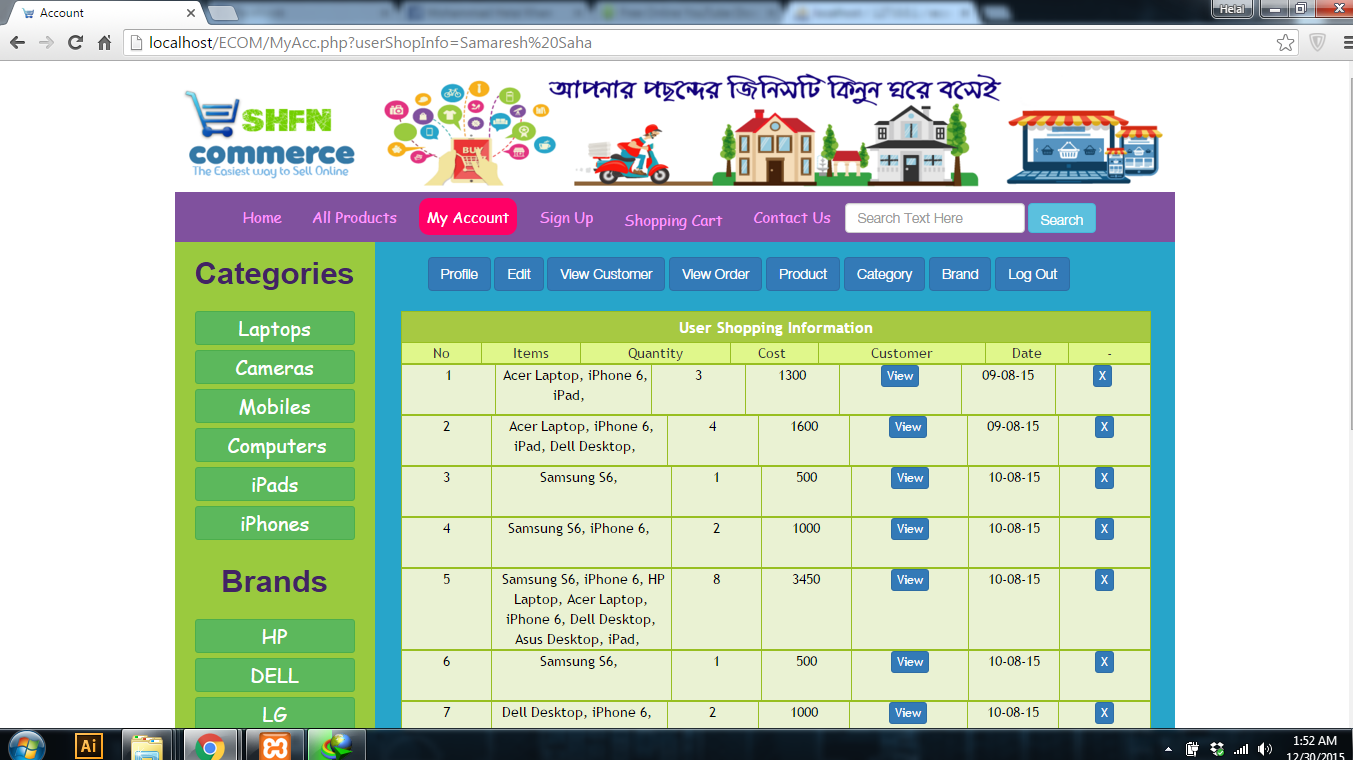 Account
Helal
localhost/ECOM/MyAcc.php?userShopInfo=Samaresh%20Saha
SHFN
commerce
The Easiest way to Sell Online
BUY
আপনার পছন্দের জিনিসটি কিনুন ঘরে বসেই
Home All Products My Account Sign Up Shopping Cart Contact Us Search Text Here Search
Categories
Laptops
Cameras
Mobiles
Computers
iPads
iPhones
Brands
HP
DELL
LG
Profile Edit View Customer View Order Product Category Brand Log Out
User Shopping Information
No Items Quantity Cost Customer Date -
1 Acer Laptop, iPhone 6, 3 1300 View 09-08-15 X
iPad,
2 Acer Laptop, iPhone 6, 4 1600 View 09-08-15 X
iPad, Dell Desktop,
3 Samsung S6, 1 500 View 10-08-15 X
4 Samsung S6, iPhone 6, 2 1000 View 10-08-15 X
5 Samsung S6, iPhone 6, HP 8 3450 View 10-08-15 X
Laptop, Acer Laptop,
iPhone 6, Dell Desktop,
Asus Desktop, iPad,
6 Samsung S6, 1 500 View 10-08-15 X
7 Dell Desktop, iPhone 6, 2 1000 View 10-08-15 X
Ai
1:52 AM
12/30/2015